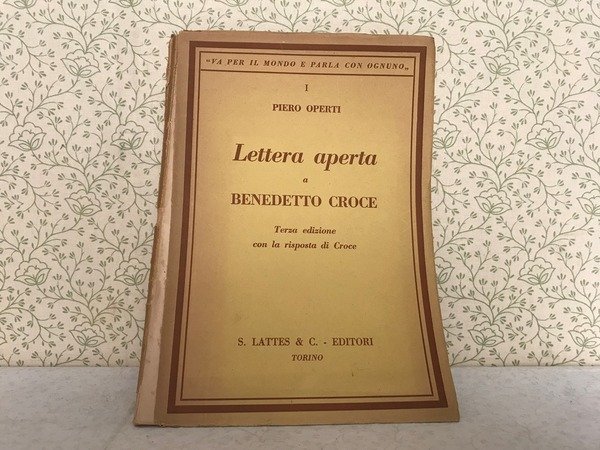 "VA PER IL MONDO E PARLA CON OGNUNO„
I
PIERO OPERTI
Lettera aperta
a
BENEDETTO CROCE
Terza edizione
con la risposta di Croce
S. LATTES & C. - EDITORI
TORINO